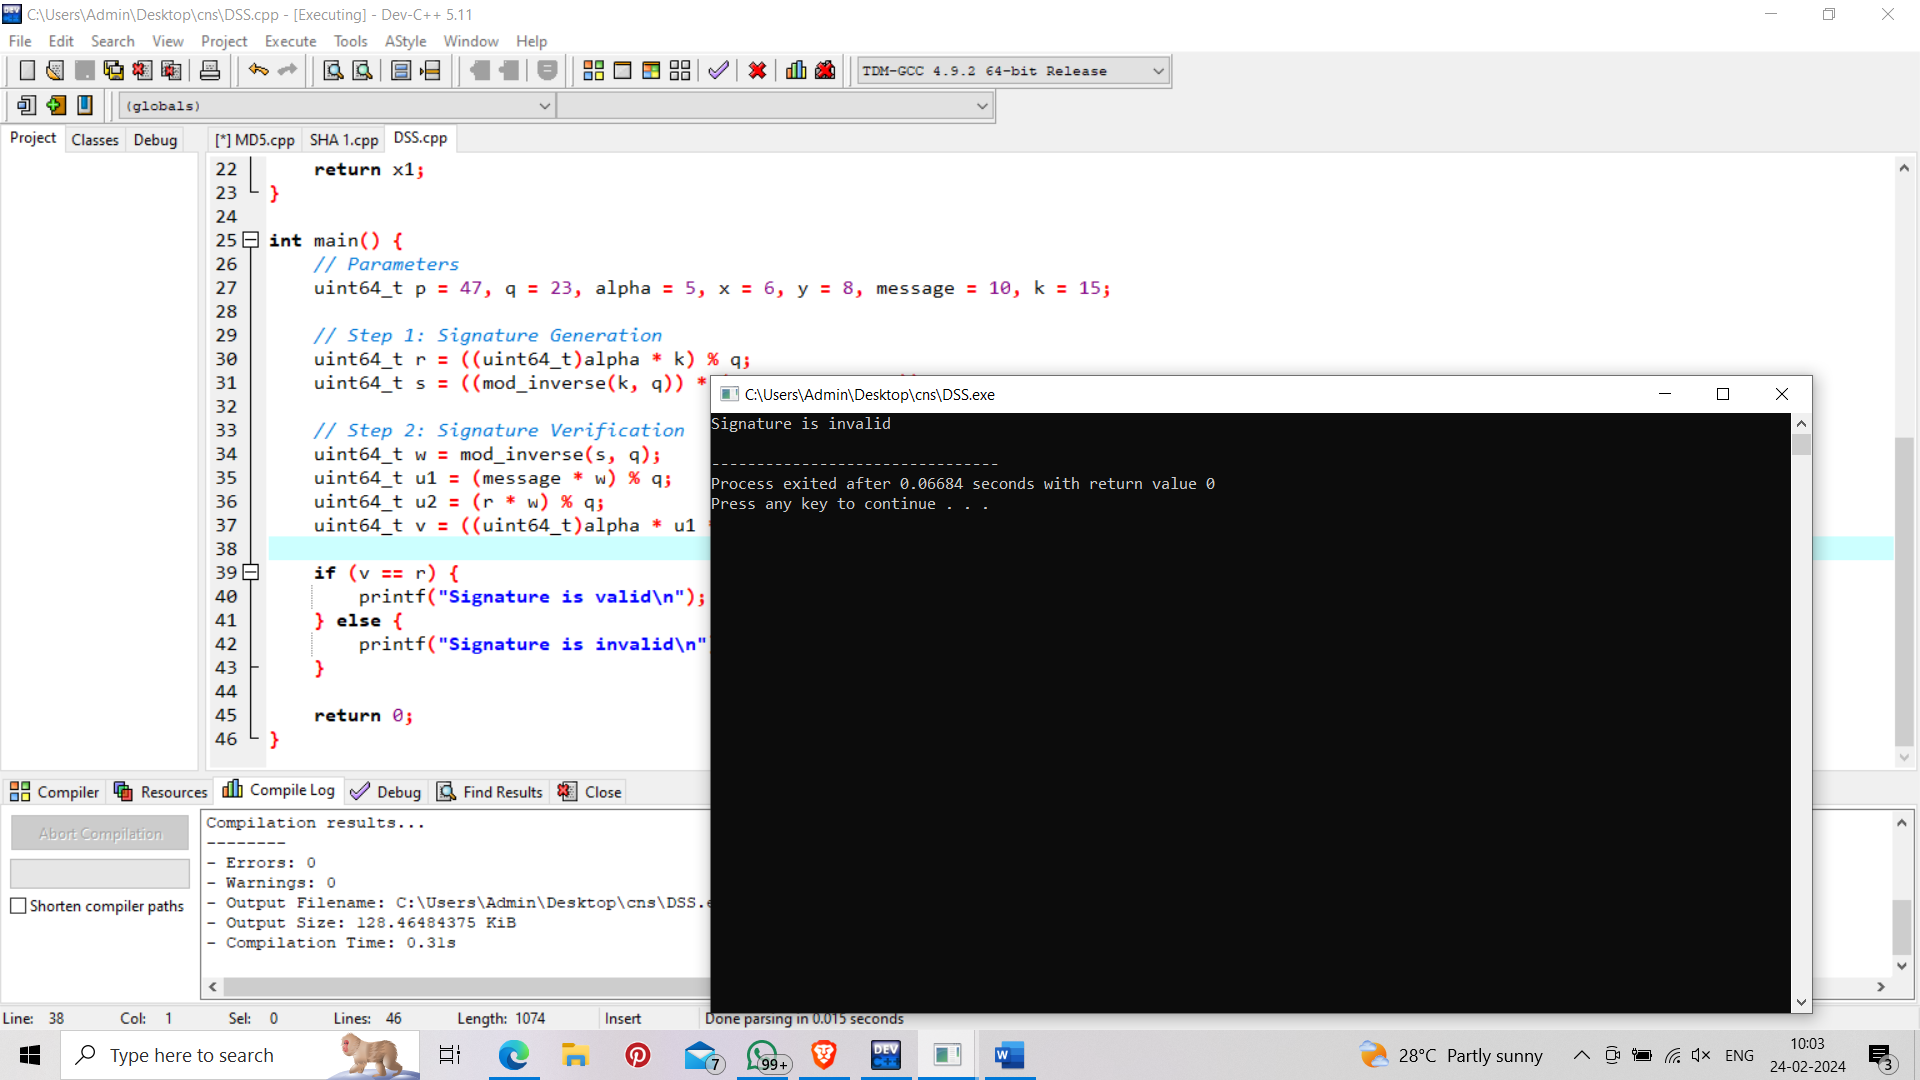 C:\Users\Admin\Desktop\cns\DSS.cpp - [Executing] - Dev-C++ 5.11
File Edit Search View Project Execute Tools AStyle Window Help
TDM-GCC 4.9.2 64-bit Release
(globals)
Project Classes Debug [*] MD5.cpp SHA 1.cpp DSS.cpp
22 return x1;
23 }
24
25 int main() {
26 // Parameters
27 uint64_t p = 47, q = 23, alpha = 5, x = 6, y = 8, message = 10, k = 15;
28
29 // Step 1: Signature Generation
30 uint64_t r = ((uint64_t)alpha * k) % q;
31 uint64_t s = ((mod_inverse(k, q)) *
32
33 // Step 2: Signature Verification
34 uint64_t w = mod_inverse(s, q);
35 uint64_t u1 = (message * w) % q;
36 uint64_t u2 = (r * w) % q;
37 uint64_t v = ((uint64_t)alpha * u1
38
39 if (v == r) {
40 printf("Signature is valid\n");
41 } else {
42 printf("Signature is invalid\n"
43 }
44
45 return 0;
46 }
C:\Users\Admin\Desktop\cns\DSS.exe
Signature is invalid
--------------------------------
Process exited after 0.06684 seconds with return value 0
Press any key to continue . . .
Compiler Resources Compile Log Debug Find Results Close
Abort Compilation
Shorten compiler paths
Compilation results...
--------
- Errors: 0
- Warnings: 0
- Output Filename: C:\Users\Admin\Desktop\cns\DSS.e
- Output Size: 128.46484375 KiB
- Compilation Time: 0.31s
Line: 38 Col: 1 Sel: 0 Lines: 46 Length: 1074 Insert Done parsing in 0.015 seconds
Type here to search
7
99+
DEV
28°C Partly sunny
ENG
10:03
24-02-2024
3